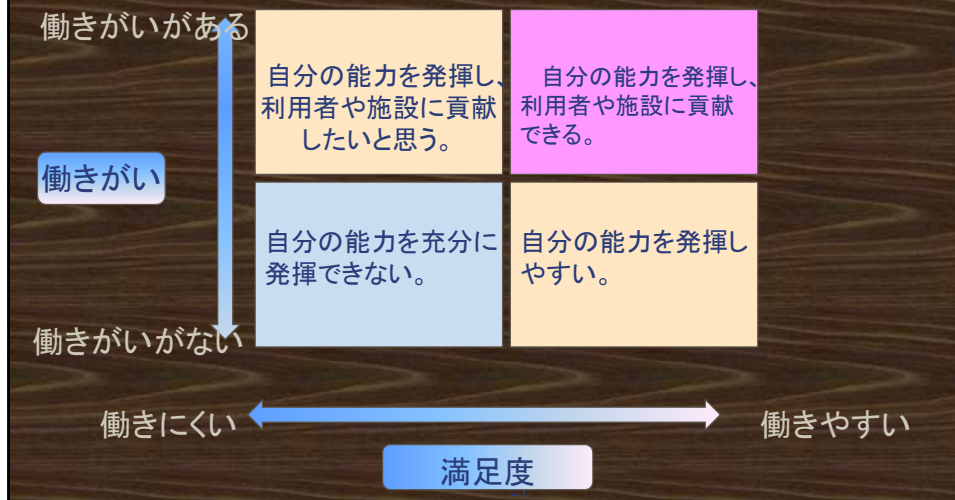 働きがいがある
自分の能力を発揮し、
利用者や施設に貢献
したいと思う。
自分の能力を発揮し、
利用者や施設に貢献
できる。
働きがい
自分の能力を充分に
発揮できない。
自分の能力を発揮し
やすい。
働きがいがない
働きにくい
働きやすい
満足度